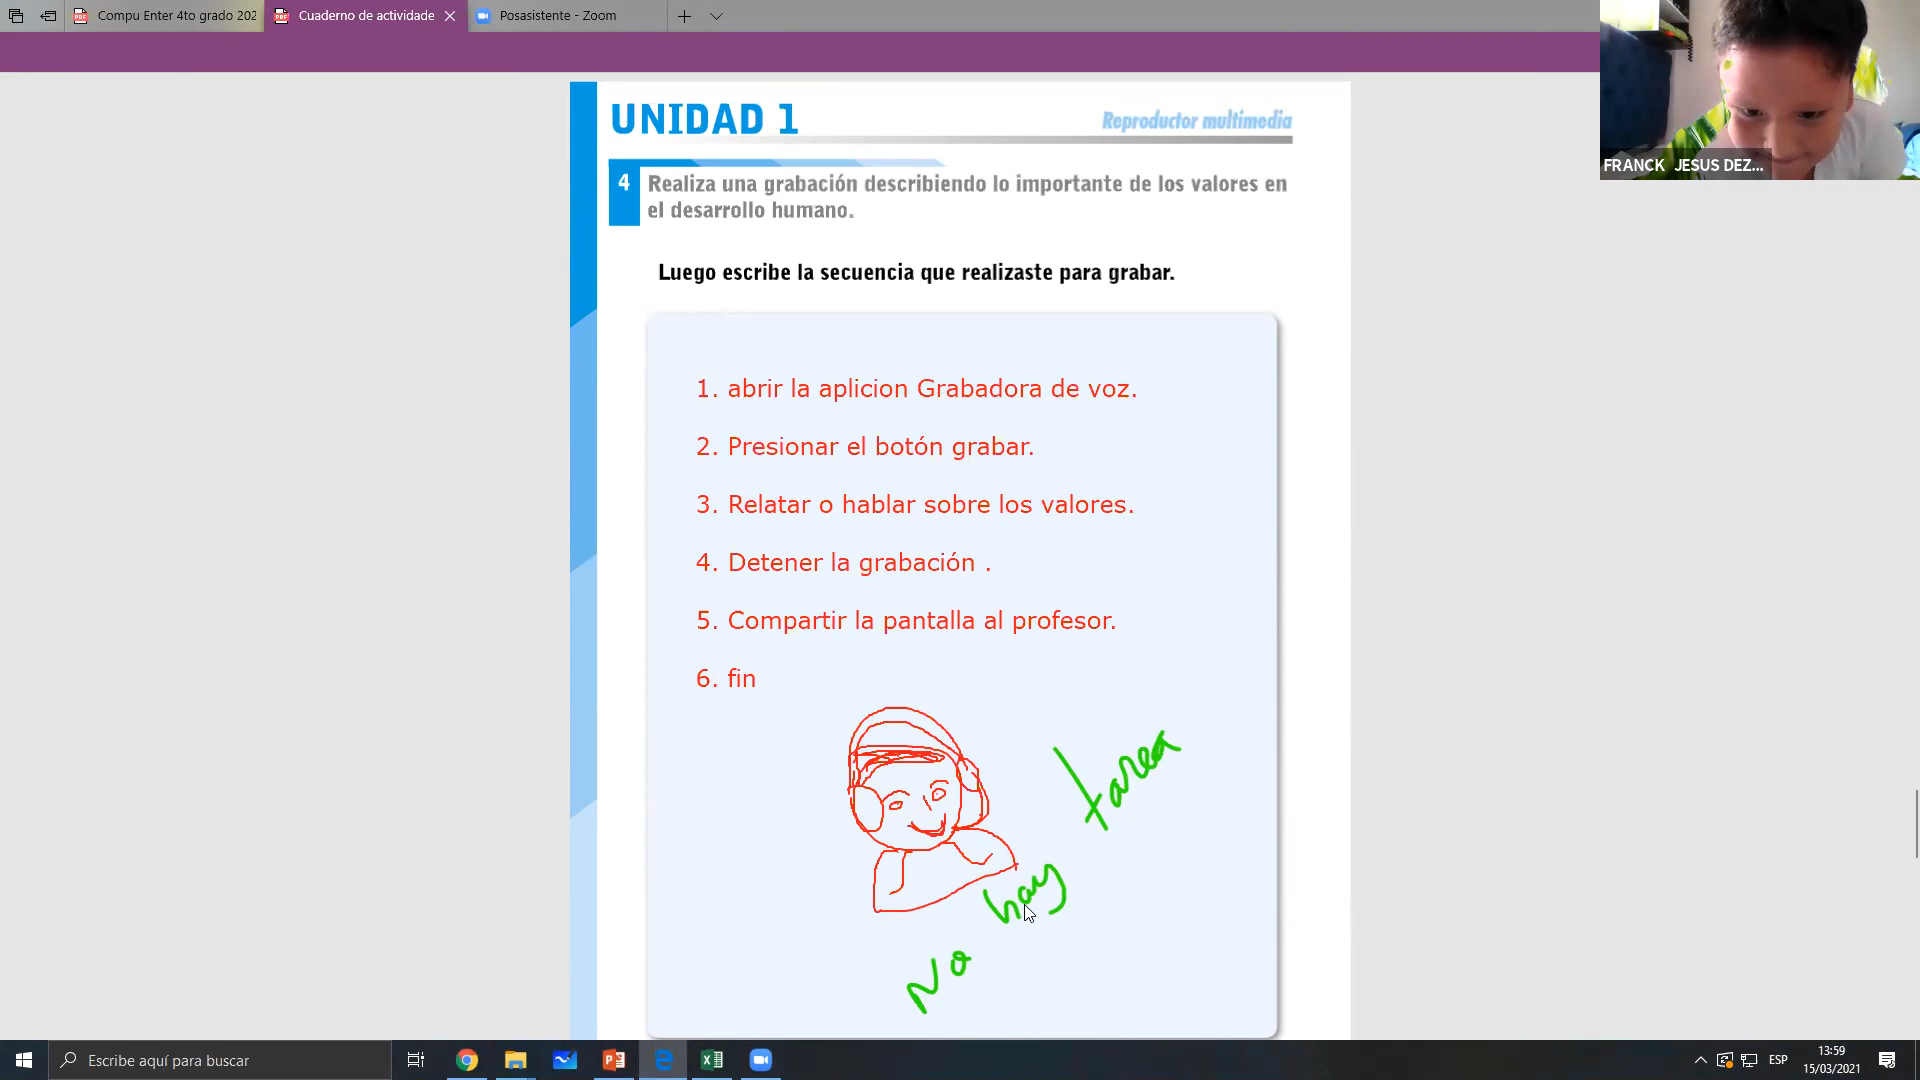 Compu Enter 4to grado 202
Cuaderno de actividade
Posasistente - Zoom
UNIDAD 1
Reproductor multimedia
4 Realiza una grabación describiendo lo importante de los valores en
el desarrollo humano.
Luego escribe la secuencia que realizaste para grabar.
1. abrir la aplicion Grabadora de voz.
2. Presionar el botón grabar.
3. Relatar o hablar sobre los valores.
4. Detener la grabación .
5. Compartir la pantalla al profesor.
6. fin
No hay tarea
FRANCK JESUS DEZ...
Escribe aquí para buscar
ESP
13:59
15/03/2021